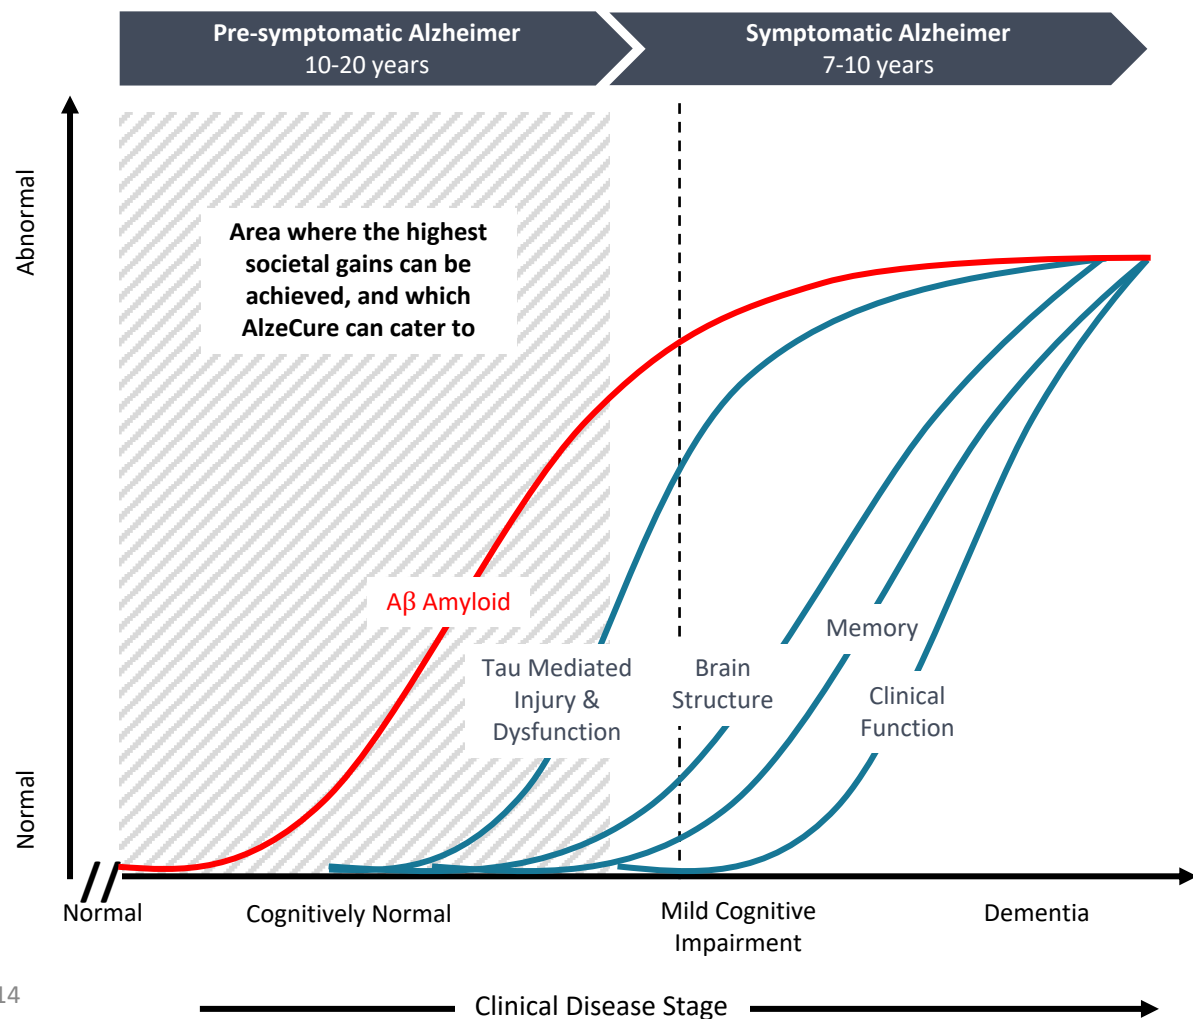 Pre-symptomatic Alzheimer
10-20 years
Symptomatic Alzheimer
7-10 years
Abnormal
Normal
Area where the highest
societal gains can be
achieved, and which
AlzeCure can cater to
Aβ Amyloid
Tau Mediated
Injury &
Dysfunction
Brain
Structure
Memory
Clinical
Function
Normal
Cognitively Normal
Mild Cognitive
Impairment
Dementia
14
Clinical Disease Stage